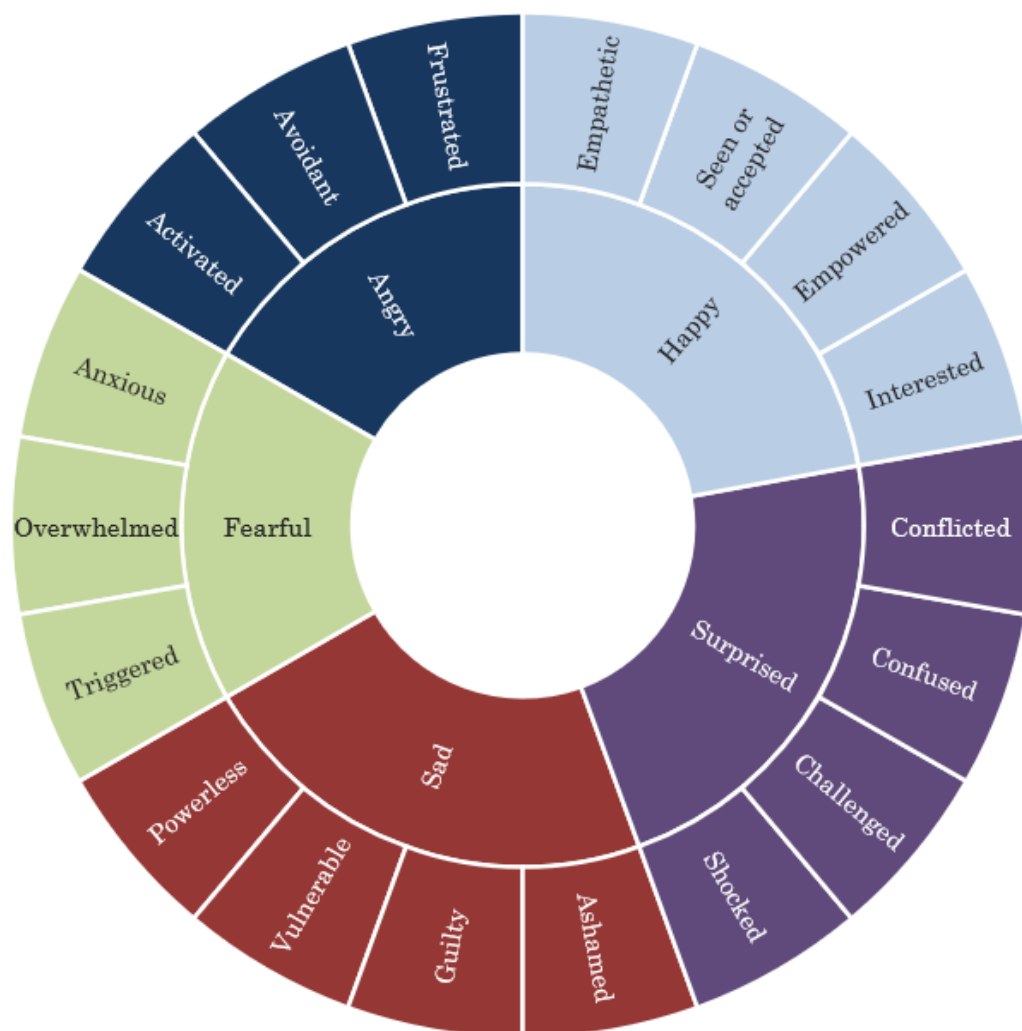 Happy
Empathetic
Seen or
accepted
Empowered
Interested
Surprised
Conflicted
Confused
Challenged
Shocked
Sad
Ashamed
Guilty
Vulnerable
Powerless
Fearful
Triggered
Overwhelmed
Anxious
Angry
Activated
Avoidant
Frustrated